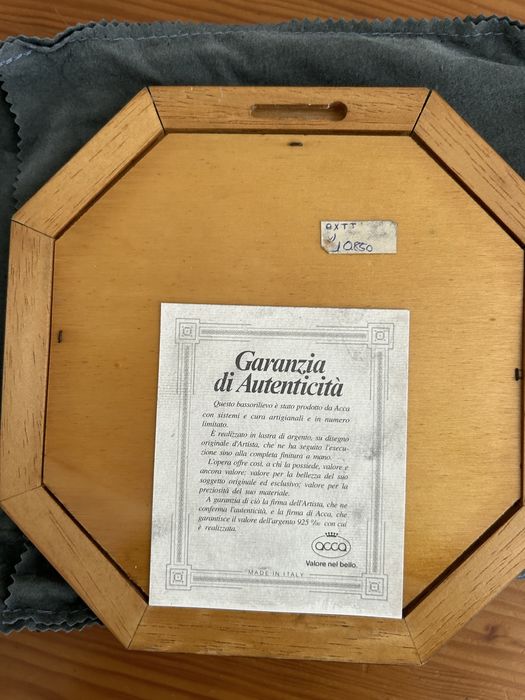 OXTT
10850
Garanzia
di Autenticità
Questo bassorilievo è stato prodotto da Acca
con sistemi e cura artigianali e in numero
limitato.
È realizzato in lastra di argento, su disegno
originale d'Artista, che ne ha seguito l'esecu-
zione sino alla completa finitura a mano.
L'opera offre così, a chi la possiede, valore e
ancora valore: valore per la bellezza del suo
soggetto originale ed esclusivo; valore per la
preziosità del suo materiale.
A garanzia di ciò la firma dell'Artista, che ne
conferma l'autenticità, e la firma di Acca, che
garantisce il valore dell'argento 925 ‰ con cui
è realizzata.
acca
Valore nel bello.
MADE IN ITALY